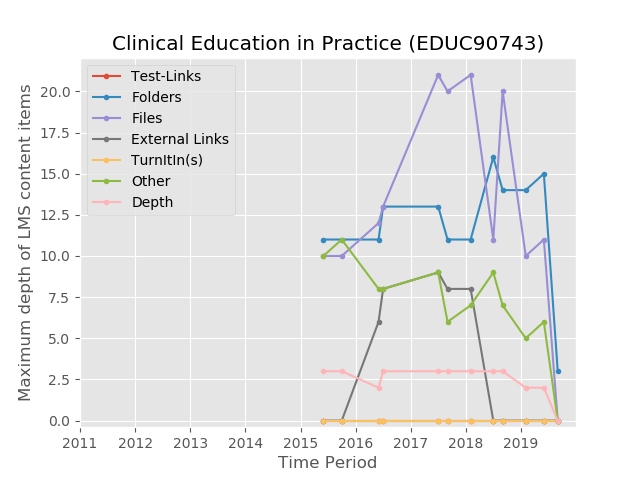 Clinical Education in Practice (EDUC90743)
Maximum depth of LMS content items
20.0
17.5
15.0
12.5
10.0
7.5
5.0
2.5
0.0
Test-Links
Folders
Files
External Links
TurnItIn(s)
Other
Depth
2011 2012 2013 2014 2015 2016 2017 2018 2019
Time Period